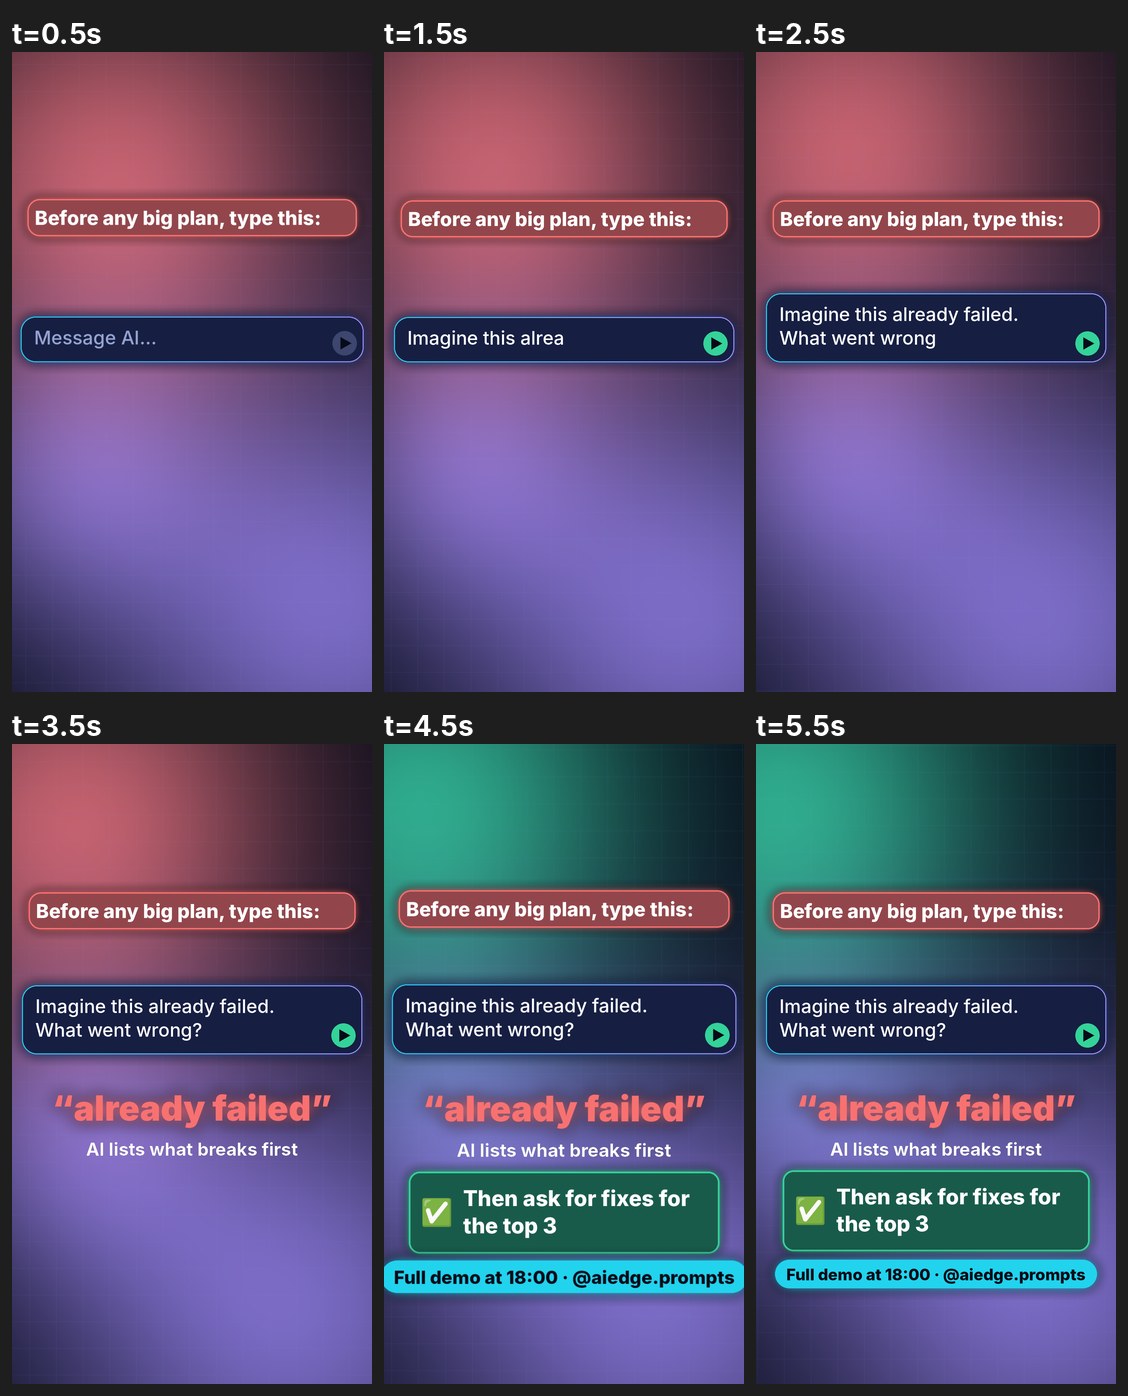 t=0.5s
Before any big plan, type this:
Message AI...
t=1.5s
Before any big plan, type this:
Imagine this alrea
t=2.5s
Before any big plan, type this:
Imagine this already failed.
What went wrong
t=3.5s
Before any big plan, type this:
Imagine this already failed.
What went wrong?
“already failed”
AI lists what breaks first
t=4.5s
Before any big plan, type this:
Imagine this already failed.
What went wrong?
“already failed”
AI lists what breaks first
Then ask for fixes for
the top 3
Full demo at 18:00 · @aiedge.prompts
t=5.5s
Before any big plan, type this:
Imagine this already failed.
What went wrong?
“already failed”
AI lists what breaks first
Then ask for fixes for
the top 3
Full demo at 18:00 · @aiedge.prompts